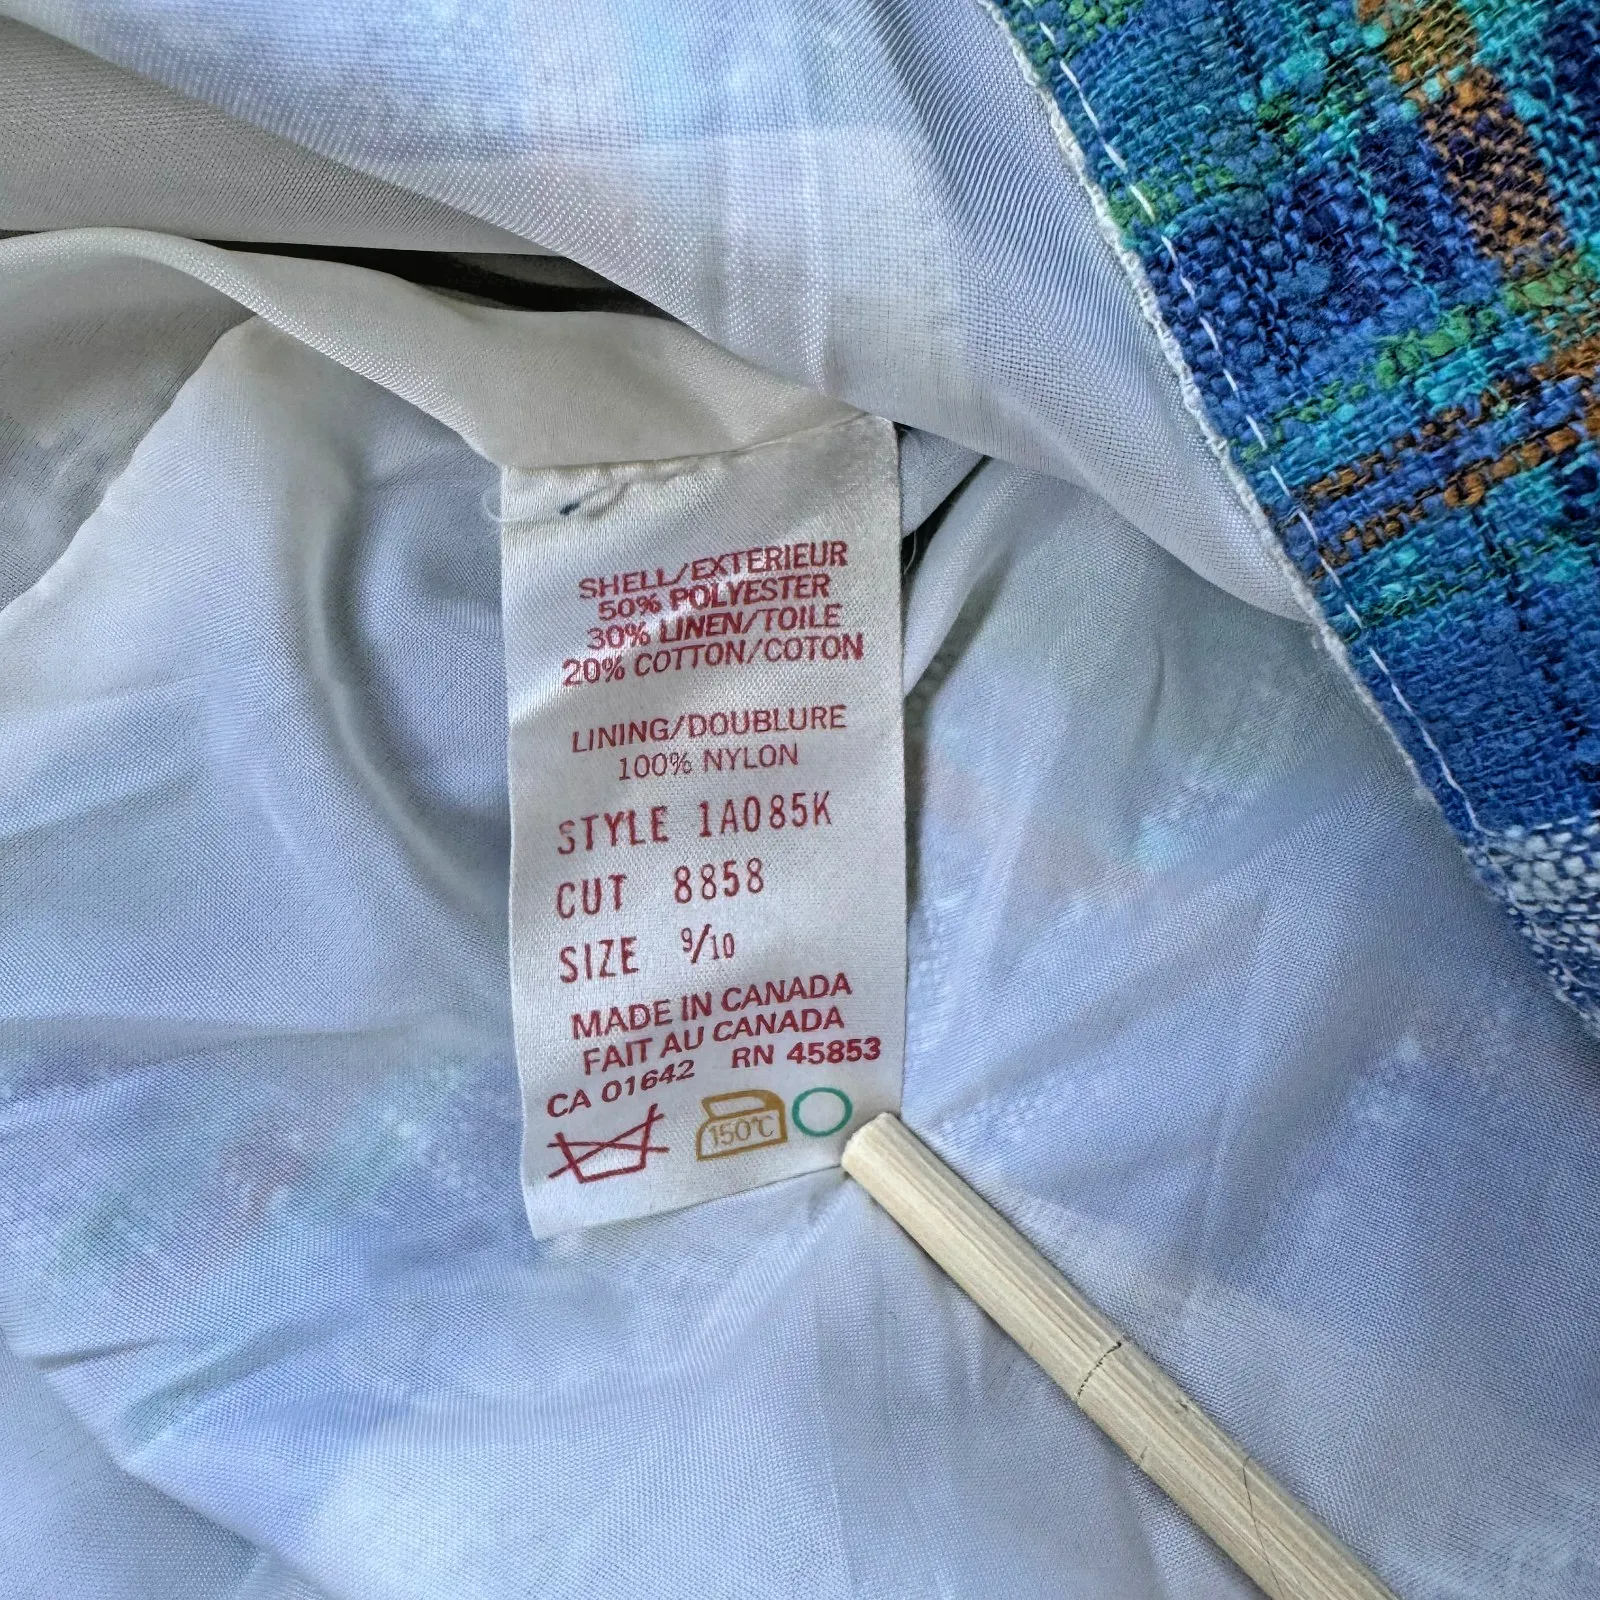 SHELL/EXTERIEUR
50% POLYESTER
30% LINEN/TOILE
20% COTTON/COTON
LINING/DOUBLURE
100% NYLON
STYLE 1A085K
CUT 8858
SIZE 9/10
MADE IN CANADA
FAIT AU CANADA
CA 01642 RN 45853
150°C